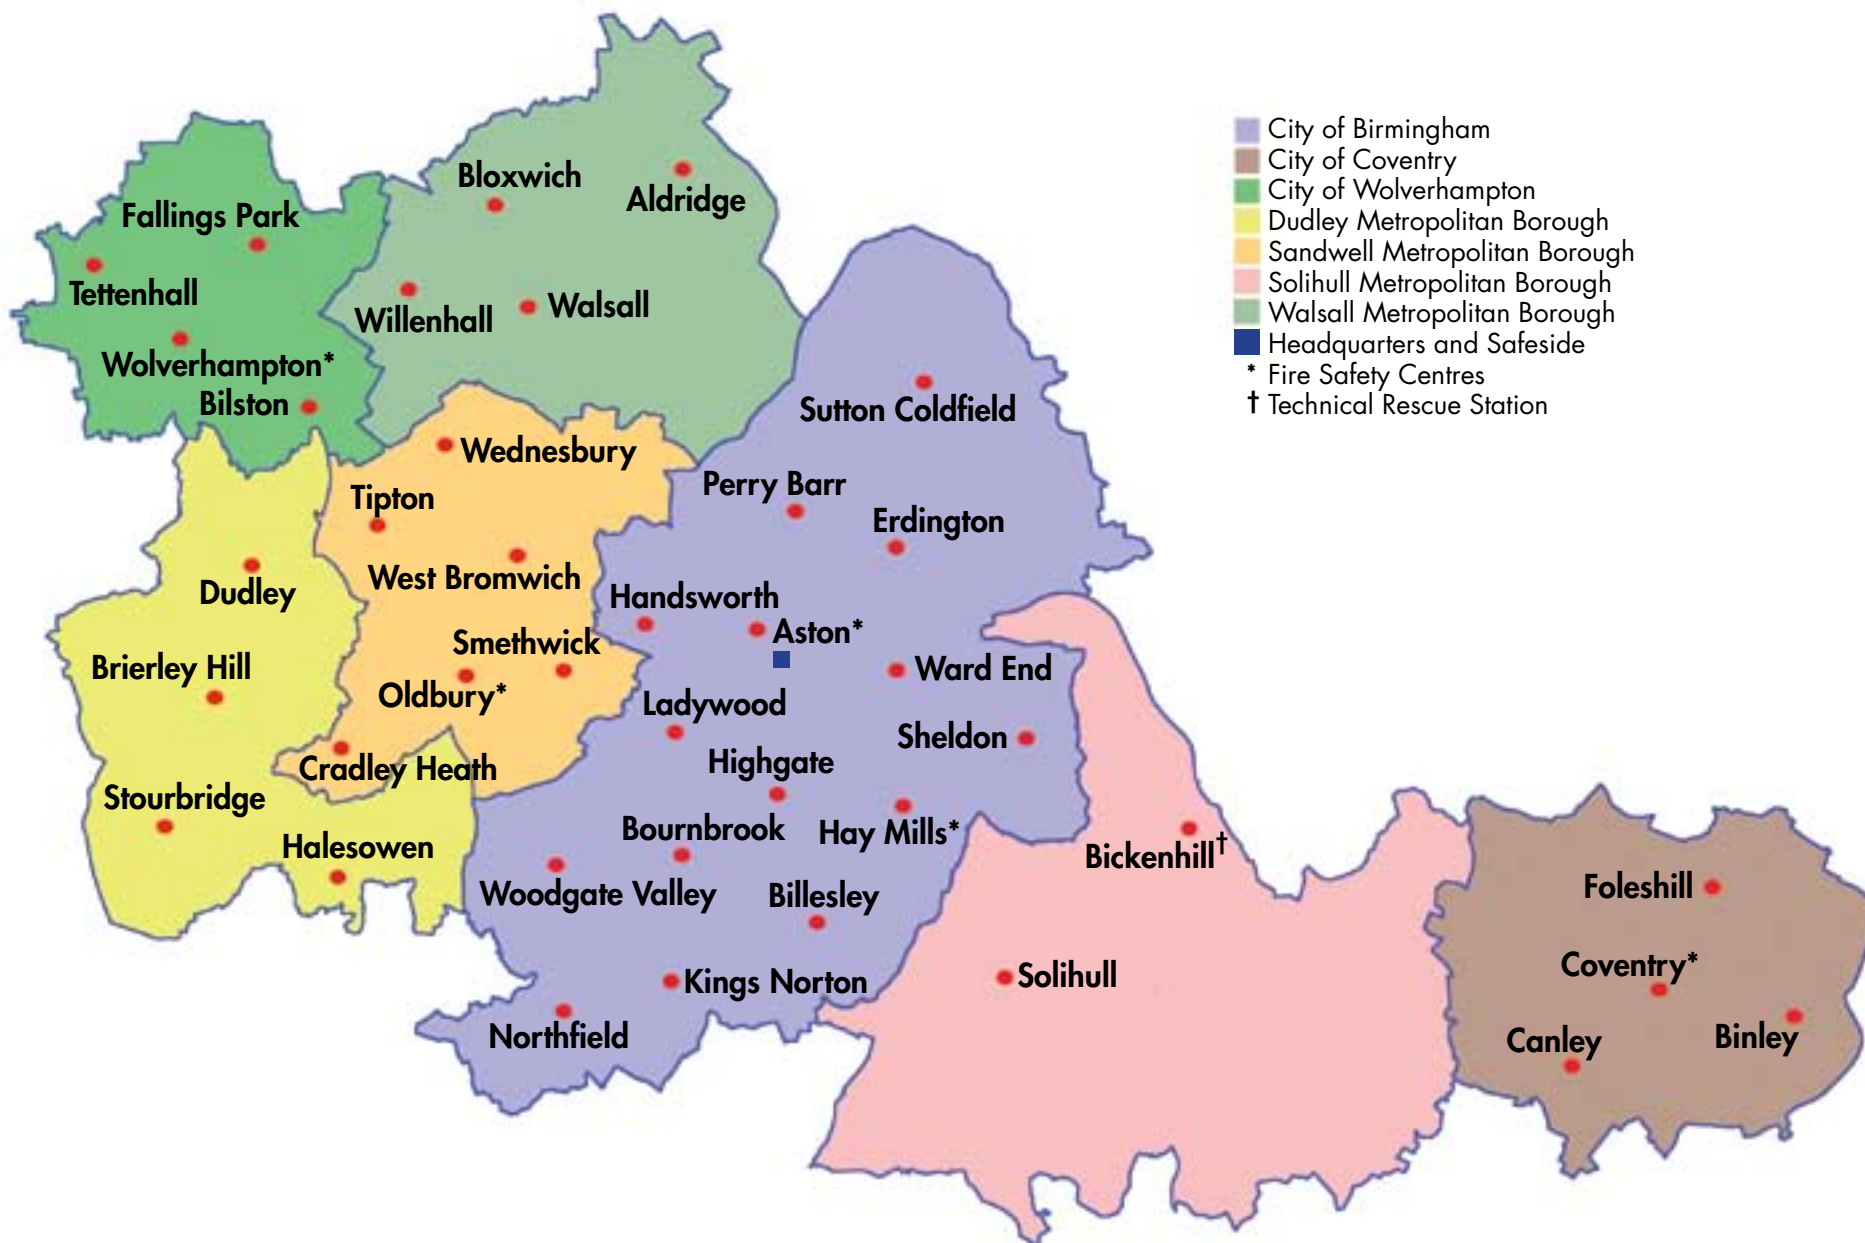 City of Birmingham
City of Coventry
City of Wolverhampton
Dudley Metropolitan Borough
Sandwell Metropolitan Borough
Solihull Metropolitan Borough
Walsall Metropolitan Borough
Headquarters and Safeside
* Fire Safety Centres
† Technical Rescue Station
Bloxwich
Aldridge
Fallings Park
Tettenhall
Willenhall
Walsall
Wolverhampton*
Bilston
Sutton Coldfield
Wednesbury
Perry Barr
Tipton
Erdington
West Bromwich
Dudley
Handsworth
Aston*
Smethwick
Brierley Hill
Ward End
Oldbury*
Ladywood
Sheldon
Highgate
Cradley Heath
Stourbridge
Bournbrook
Hay Mills*
Halesowen
Bickenhill†
Woodgate Valley
Billesley
Foleshill
Coventry*
Solihull
Kings Norton
Northfield
Canley
Binley